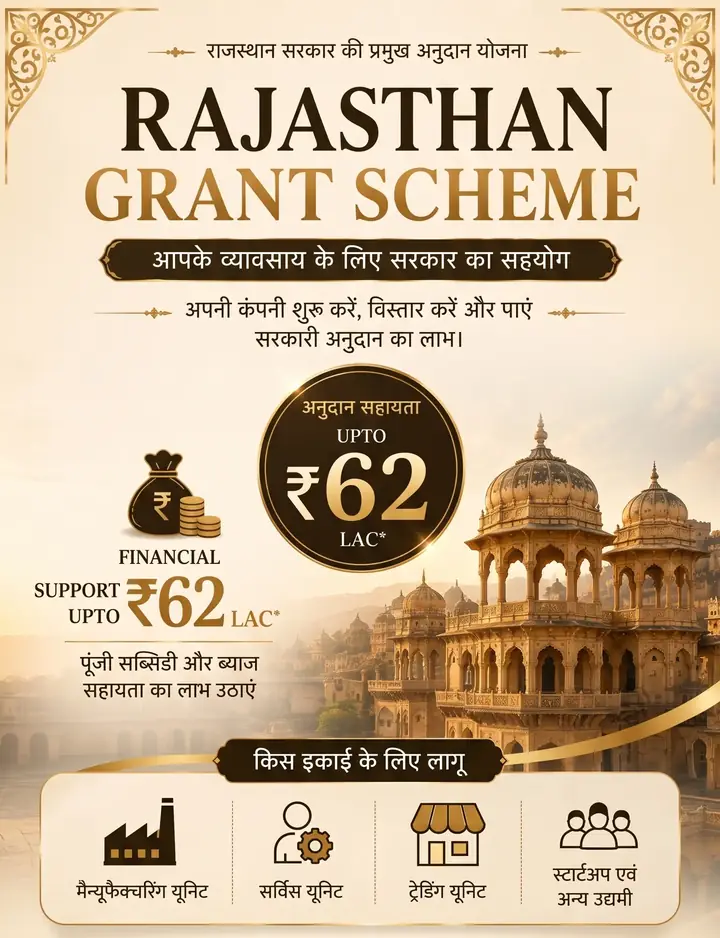 राजस्थान सरकार की प्रमुख अनुदान योजना
RAJASTHAN
GRANT SCHEME
आपके व्यावसाय के लिए सरकार का सहयोग
अपनी कंपनी शुरू करें, विस्तार करें और पाएं
सरकारी अनुदान का लाभ।
अनुदान सहायता
UPTO
₹62
LAC*
₹
FINANCIAL
SUPPORT
UPTO
₹62 LAC*
पूंजी सब्सिडी और ब्याज
सहायता का लाभ उठाएं
किस इकाई के लिए लागू
मैन्यूफैक्चरिंग यूनिट
सर्विस यूनिट
ट्रेडिंग यूनिट
स्टार्टअप एवं
अन्य उद्यमी